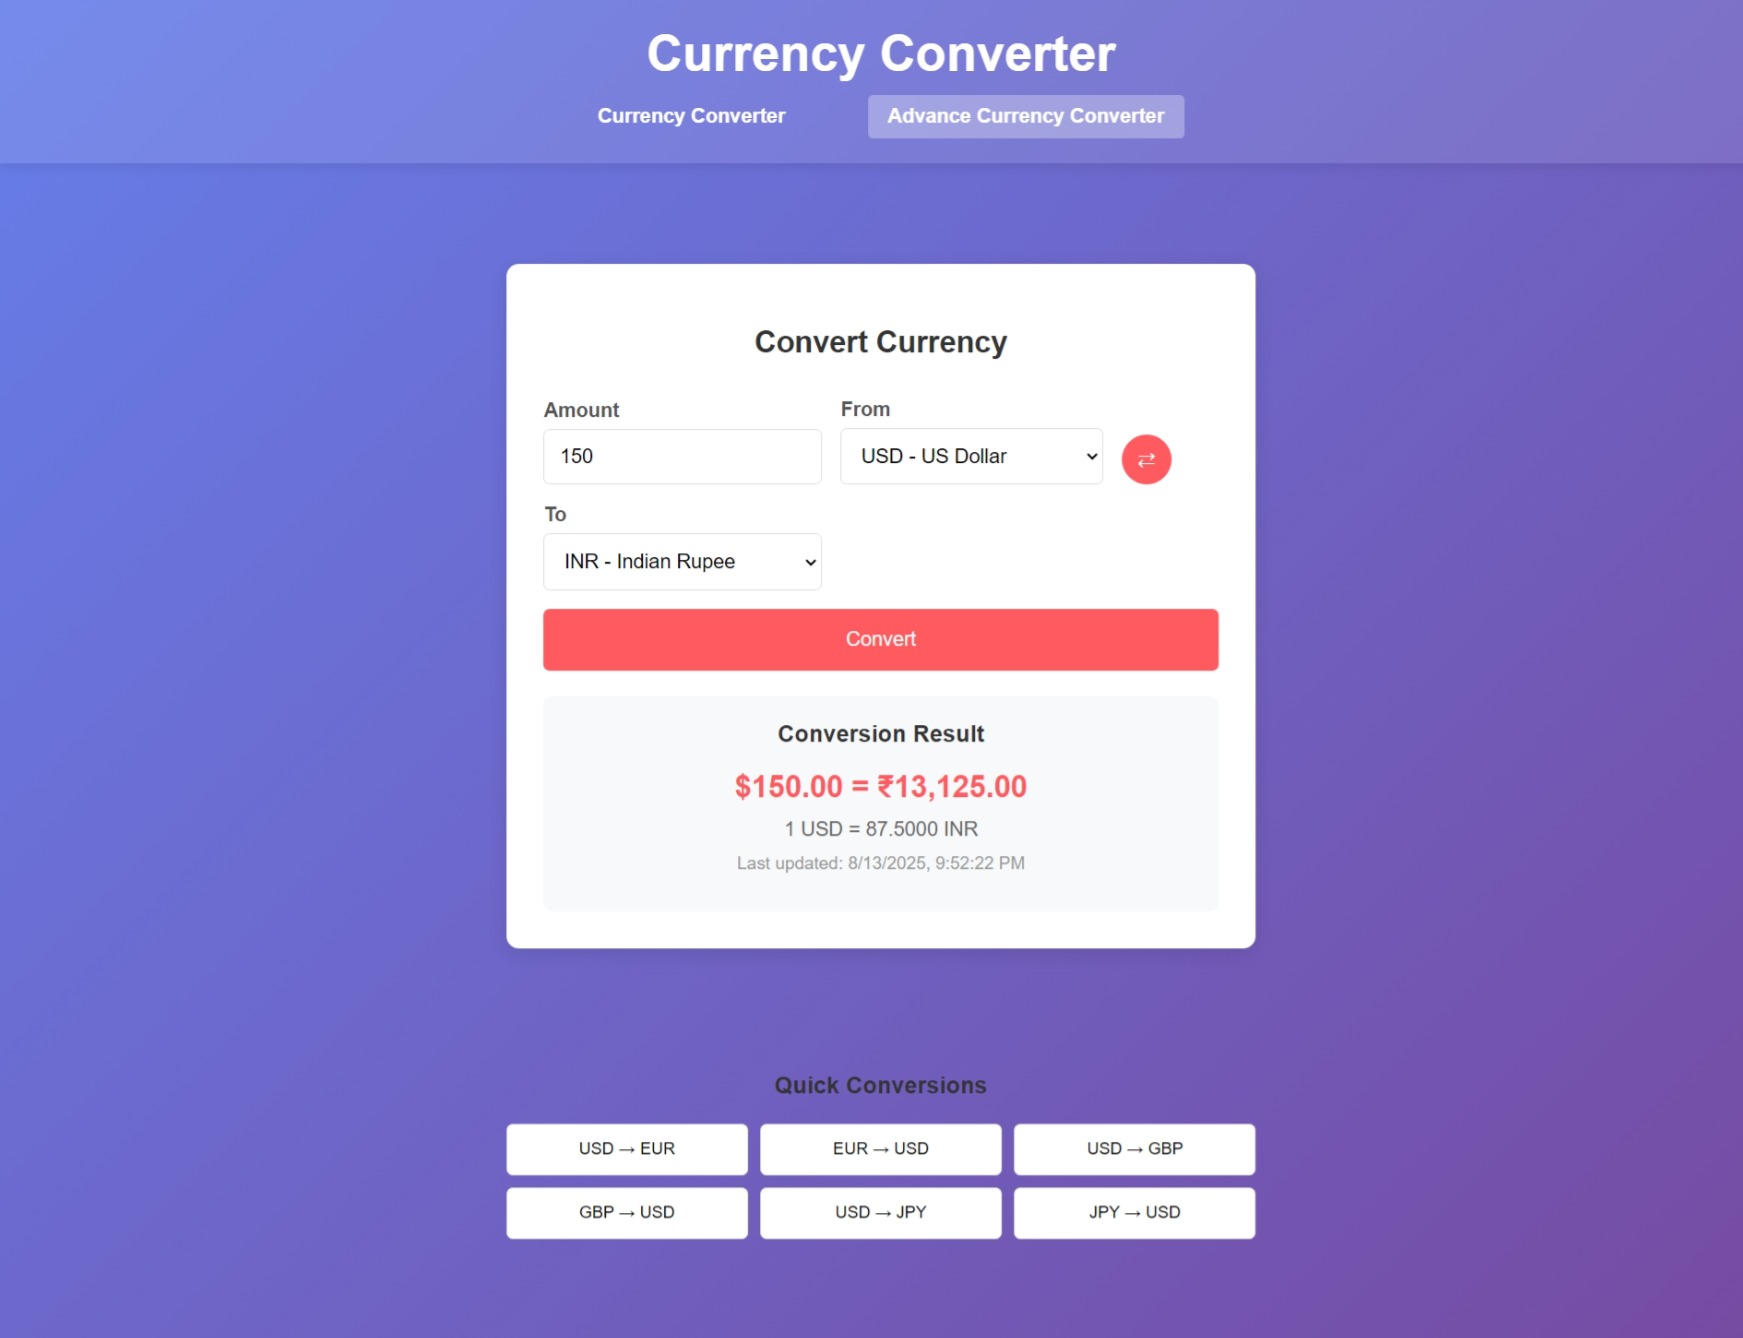 Currency Converter
Currency Converter
Advance Currency Converter
Convert Currency
Amount
From
150
USD - US Dollar
⇄
To
INR - Indian Rupee
Convert
Conversion Result
$150.00 = ₹13,125.00
1 USD = 87.5000 INR
Last updated: 8/13/2025, 9:52:22 PM
Quick Conversions
USD → EUR
EUR → USD
USD → GBP
GBP → USD
USD → JPY
JPY → USD